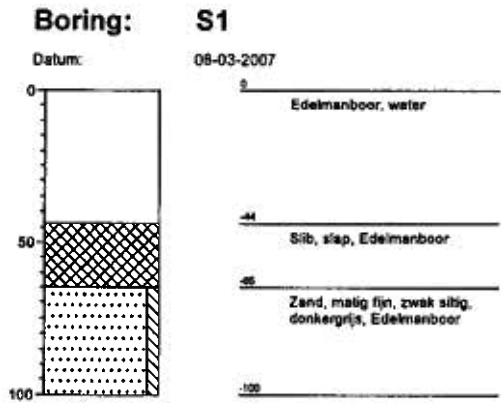 Boring: S1
Datum: 08-03-2007
0
0
Edelmanboor, water
-44
50
Slib, slap, Edelmanboor
-65
Zand, matig fijn, zwak siltig,
donkergrijs, Edelmanboor
100
-100